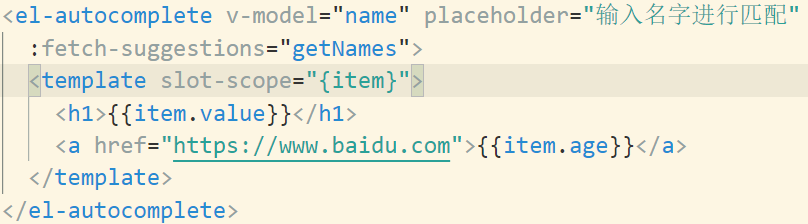 <el-autocomplete v-model="name" placeholder="输入名字进行匹配"
:fetch-suggestions="getNames">
<template slot-scope="{item}">
<h1>{{item.value}}</h1>
<a href="https://www.baidu.com">{{item.age}}</a>
</template>
</el-autocomplete>